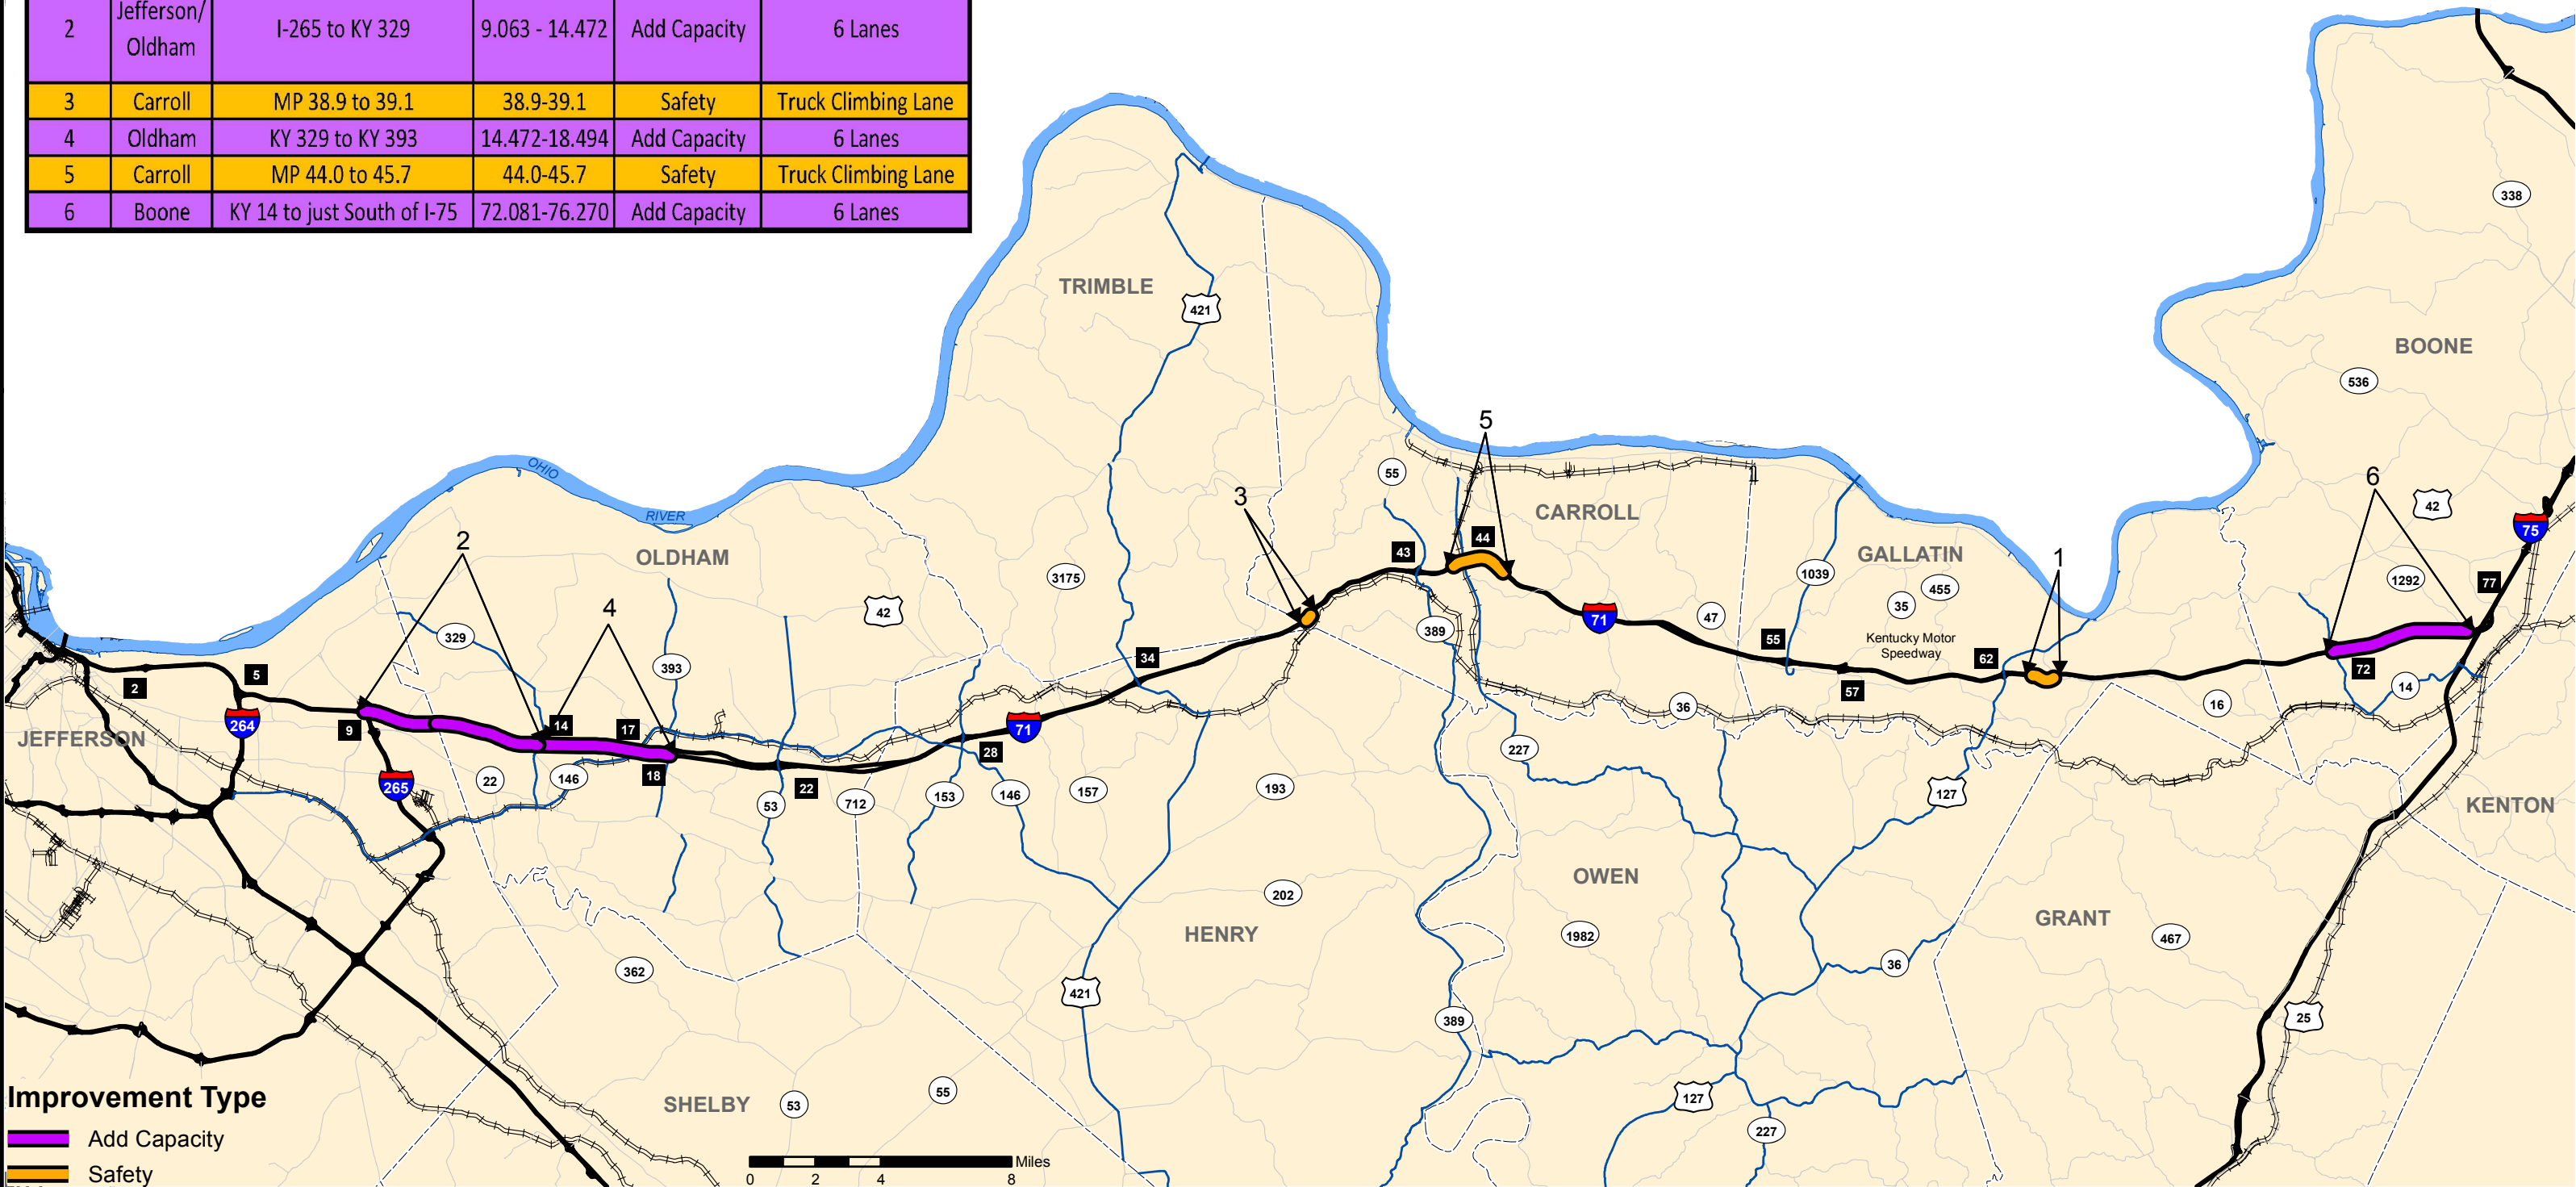 2 Jefferson/ Oldham I-265 to KY 329 9.063 - 14.472 Add Capacity 6 Lanes
3 Carroll MP 38.9 to 39.1 38.9-39.1 Safety Truck Climbing Lane
4 Oldham KY 329 to KY 393 14.472-18.494 Add Capacity 6 Lanes
5 Carroll MP 44.0 to 45.7 44.0-45.7 Safety Truck Climbing Lane
6 Boone KY 14 to just South of I-75 72.081-76.270 Add Capacity 6 Lanes
338
TRIMBLE
421
BOONE
536
5
OHIO
55
3
6
42
RIVER
CARROLL
75
2
OLDHAM
44
43
GALLATIN
1
3175
1039
455
1292
77
4
42
35
47
71
329
389
Kentucky Motor
Speedway
55
62
393
34
72
5
2
57
14
16
36
264
9
14
17
71
JEFFERSON
28
227
18
265
22
146
22
53
712
153
146
157
193
127
KENTON
OWEN
202
GRANT
HENRY
1982
467
362
36
421
389
25
Improvement Type
Add Capacity
Safety
SHELBY
53
55
127
227
Miles
0 2 4 8